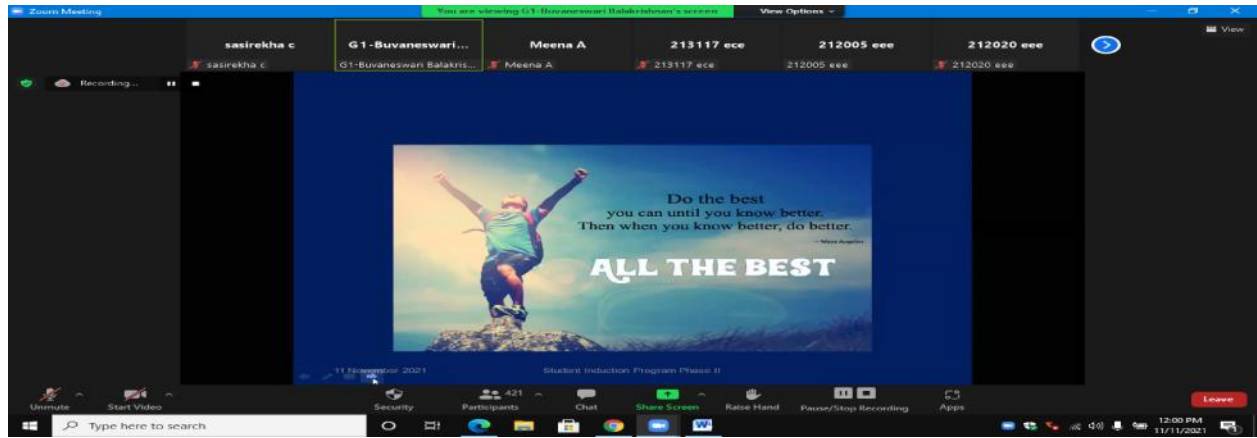 Zoom Meeting
You are viewing G1-Buvaneswari Balakrishnan's screen
View Options
View
sasirekha c
G1-Buvaneswari...
Meena A
213117 ece
212005 eee
212020 eee
sasirekha c
G1-Buvaneswari Balakris...
Meena A
213117 ece
212005 eee
212020 eee
Recording...
Do the best
you can until you know better.
Then when you know better, do better.
– Maya Angelou
ALL THE BEST
11 November 2021
Student Induction Program Phase II
Unmute
Start Video
Security
Participants
421
Chat
Share Screen
Raise Hand
Pause/Stop Recording
Apps
Leave
Type here to search
12:00 PM
11/11/2021